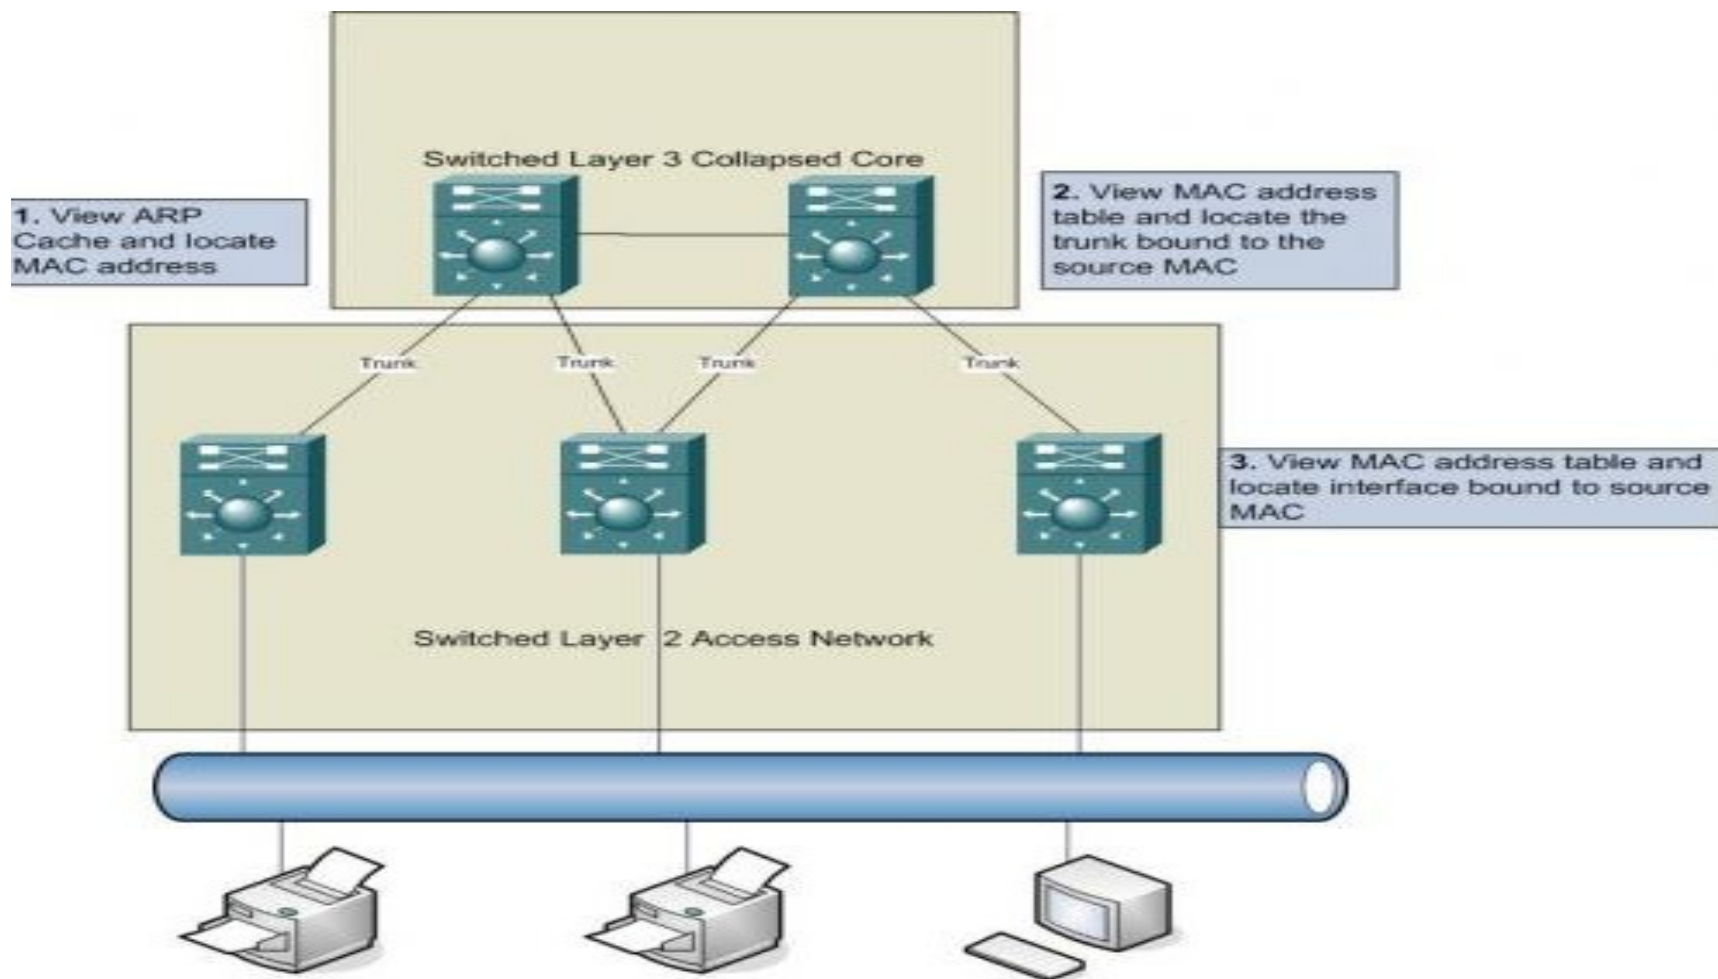 Switched Layer 3 Collapsed Core
1. View ARP
Cache and locate
MAC address
2. View MAC address
table and locate the
trunk bound to the
source MAC
Trunk
Trunk
Trunk
Trunk
3. View MAC address table and
locate interface bound to source
MAC
Switched Layer 2 Access Network